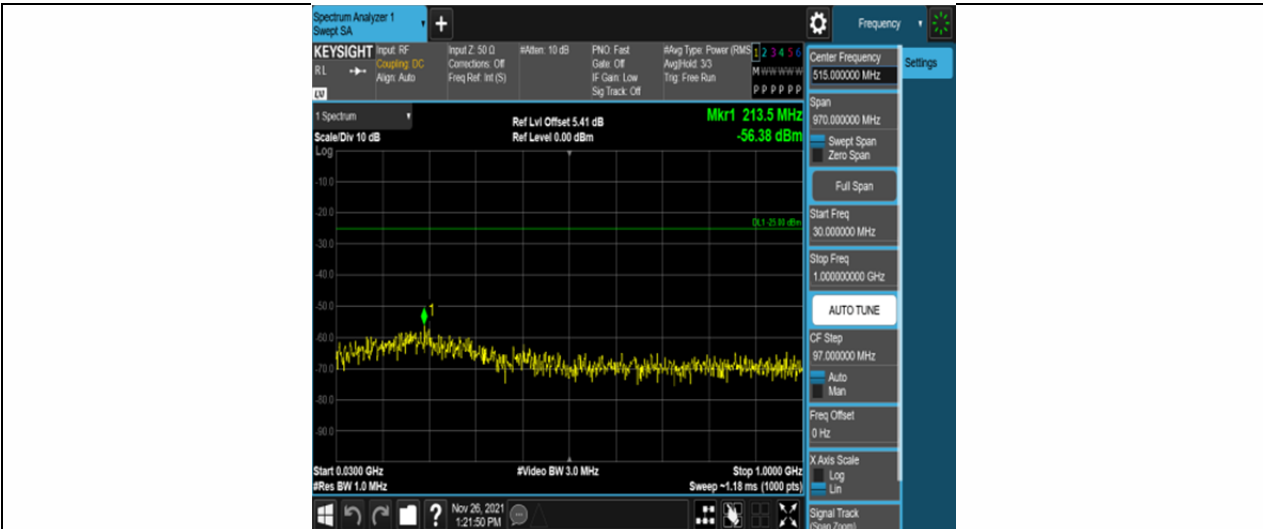 Spectrum Analyzer 1
Swept SA
+
Frequency
KEYSIGHT
RL
LV
Input: RF
Coupling: DC
Align: Auto
Input Z: 50 Ω
Corrections: Off
Freq Ref: Int (S)
#Atten: 10 dB
PNO: Fast
Gate: Off
IF Gain: Low
Sig Track: Off
#Avg Type: Power (RMS
Avg|Hold: 3/3
Trig: Free Run
1 2 3 4 5 6
M W W W W W
P P P P P P
1 Spectrum
Scale/Div 10 dB
Log
Ref Lvl Offset 5.41 dB
Ref Level 0.00 dBm
Mkr1 213.5 MHz
-56.38 dBm
-10.0
-20.0
-30.0
-40.0
-50.0
-60.0
-70.0
-80.0
-90.0
DL1 -25.00 dBm
1
Start 0.0300 GHz
#Res BW 1.0 MHz
#Video BW 3.0 MHz
Stop 1.0000 GHz
Sweep ~1.18 ms (1000 pts)
?
Nov 26, 2021
1:21:50 PM
Center Frequency
515.000000 MHz
Settings
Span
970.000000 MHz
Swept Span
Zero Span
Full Span
Start Freq
30.000000 MHz
Stop Freq
1.000000000 GHz
AUTO TUNE
CF Step
97.000000 MHz
Auto
Man
Freq Offset
0 Hz
X Axis Scale
Log
Lin
Signal Track
(Span Zoom)